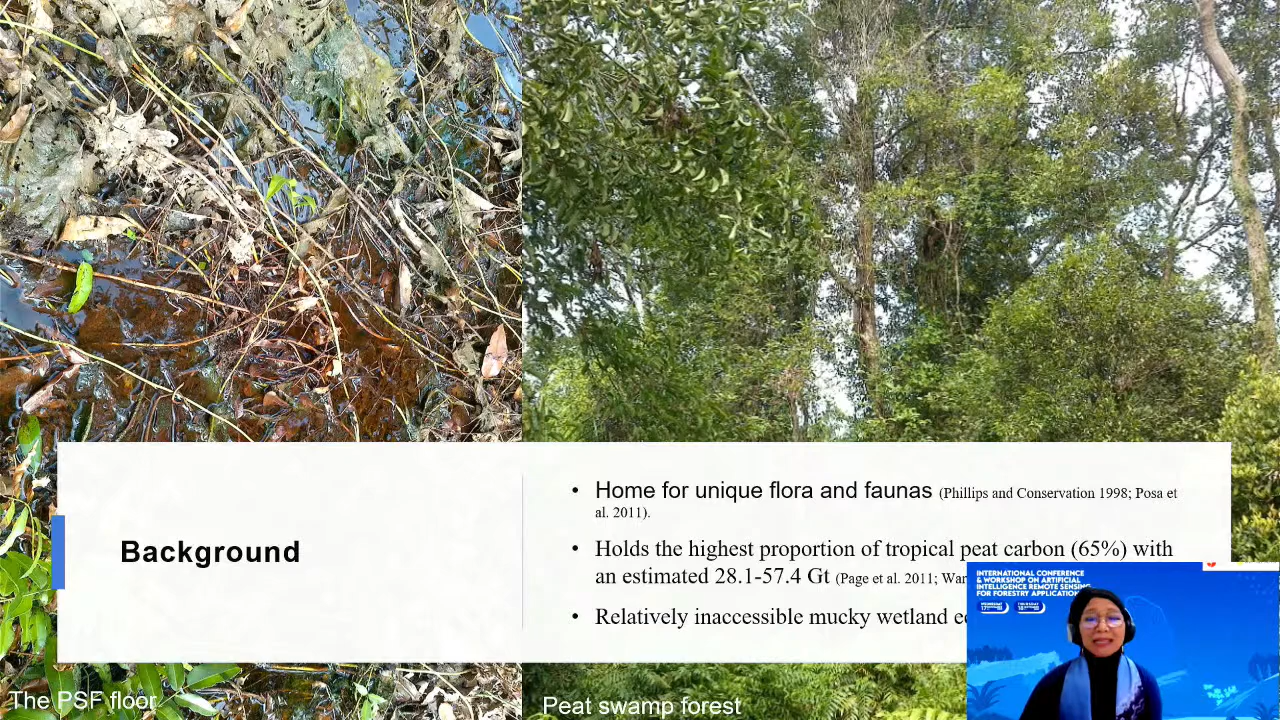 Background
• Home for unique flora and faunas (Phillips and Conservation 1998; Posa et
al. 2011).
• Holds the highest proportion of tropical peat carbon (65%) with
an estimated 28.1-57.4 Gt (Page et al. 2011;
• Relatively inaccessible mucky wetland
INTERNATIONAL CONFERENCE
& WORKSHOP ON ARTIFICIAL
INTELLIGENCE REMOTE SENSING
FOR FORESTRY APPLICATION
The PSF floor
Peat swamp forest